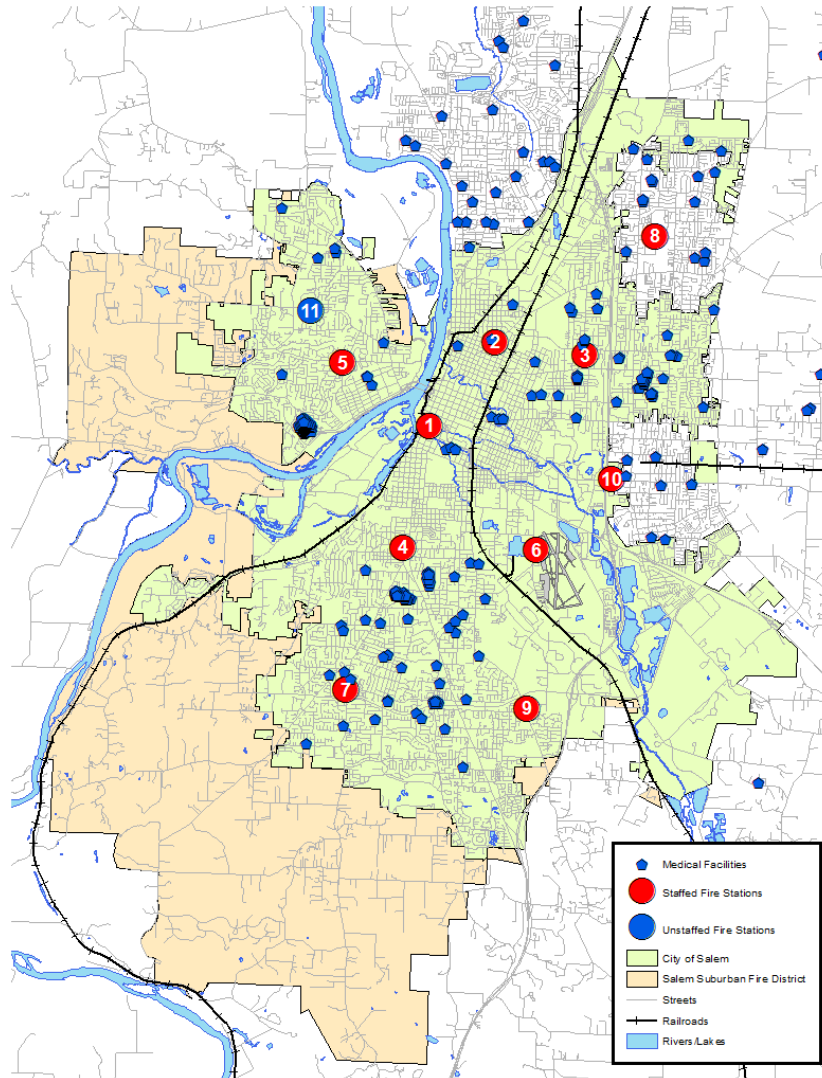 8
11
2
3
5
1
10
4
6
7
9
Medical Facilities
Staffed Fire Stations
Unstaffed Fire Stations
City of Salem
Salem Suburban Fire District
Streets
Railroads
Rivers/Lakes